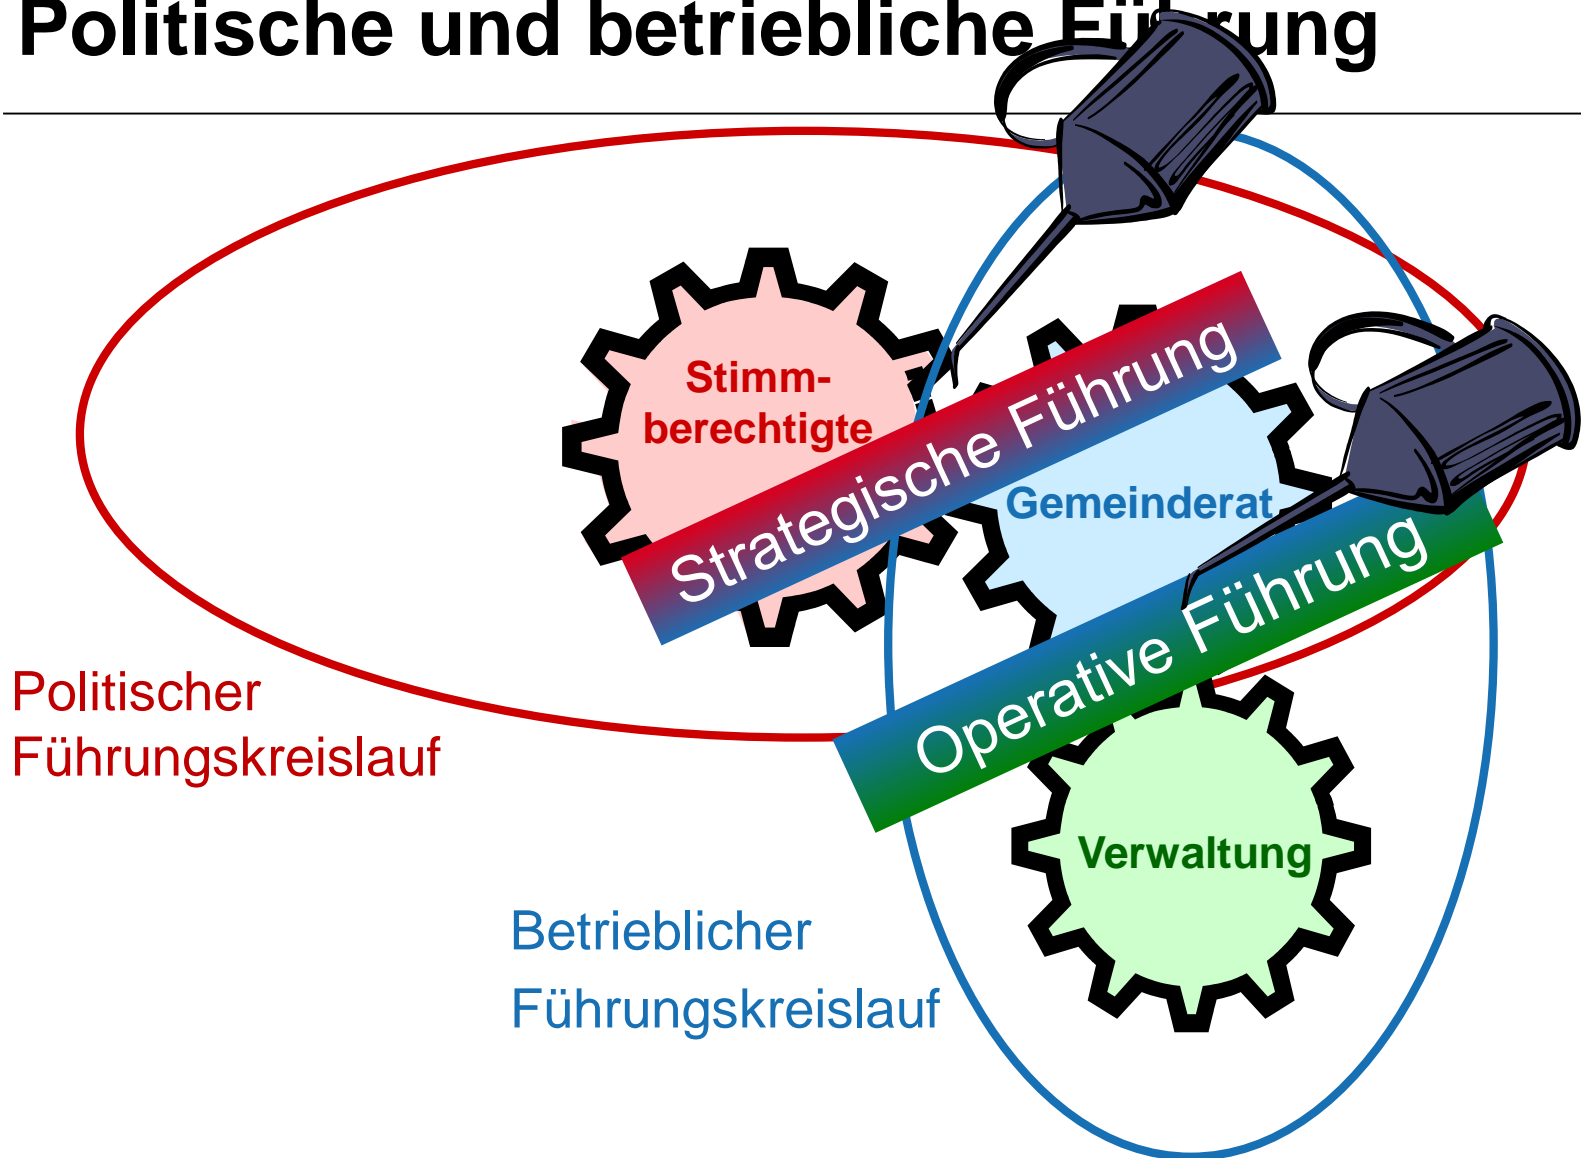 Politische und betriebliche Führung
Stimm-
berechtigte
Strategische Führung
Gemeinderat
Operative Führung
Politischer
Führungskreislauf
Verwaltung
Betrieblicher
Führungskreislauf